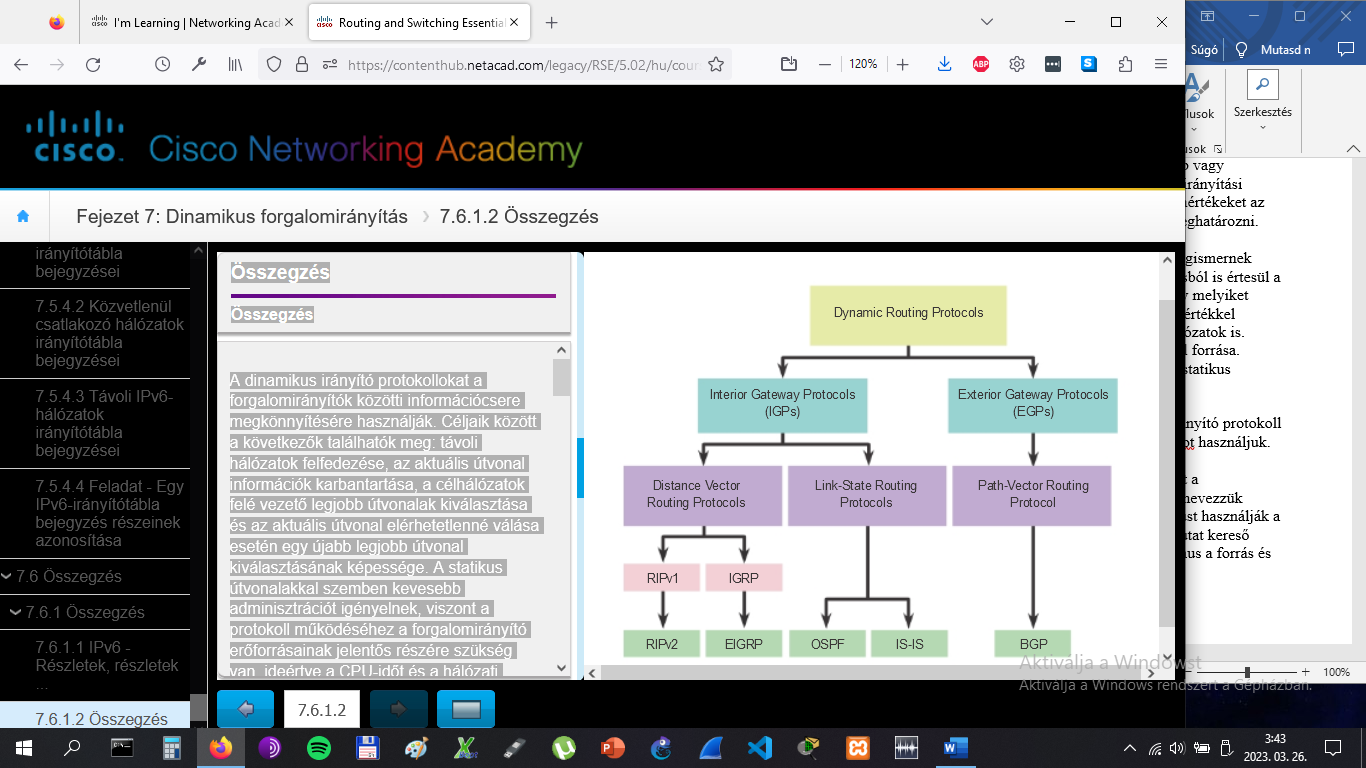 I'm Learning | Networking Acad
Routing and Switching Essential
Súgó
Mutasd n
https://contenthub.netacad.com/legacy/RSE/5.02/hu/cour
120%
ABP
Szerkesztés
CISCO
Cisco Networking Academy
vagy
irányítási
értékeket az
eghatározni.
Fejezet 7: Dinamikus forgalomirányítás
7.6.1.2 Összegzés
irányítótábla
bejegyzései
7.5.4.2 Közvetlenül
csatlakozó hálózatok
irányítótábla
bejegyzései
7.5.4.3 Távoli IPv6-
hálózatok
irányítótábla
bejegyzései
7.5.4.4 Feladat - Egy
IPv6-irányítótábla
bejegyzés részeinek
azonosítása
7.6 Összegzés
7.6.1 Összegzés
7.6.1.1 IPv6 -
Részletek, részletek
...
7.6.1.2 Összegzés
Összegzés
Összegzés
A dinamikus irányító protokollokat a
forgalomirányítók közötti információcsere
megkönnyítésére használják. Céljaik között
a következők találhatók meg: távoli
hálózatok felfedezése, az aktuális útvonal
információk karbantartása, a célhálózatok
felé vezető legjobb útvonalak kiválasztása
és az aktuális útvonal elérhetetlenné válása
esetén egy újabb legjobb útvonal
kiválasztásának képessége. A statikus
útvonalakkal szemben kevesebb
adminisztrációt igényelnek, viszont a
protokoll működéséhez a forgalomirányító
erőforrásainak jelentős részére szükség
van, ideértve a CPU-időt és a hálózati
Dynamic Routing Protocols
Interior Gateway Protocols
(IGPs)
Exterior Gateway Protocols
(EGPs)
Distance Vector
Routing Protocols
Link-State Routing
Protocols
Path-Vector Routing
Protocol
RIPv1
IGRP
RIPv2
EIGRP
OSPF
IS-IS
BGP
gismernek
sból is értesül a
melyiket
értékkel
ózatok is.
forrása.
statikus
nyító protokoll
ot használjuk.
t a
nevezzük
st használják a
utat kereső
us a forrás és
100%
Aktiválja a Windowst
Aktiválja a Windows rendszert a Gépházban.
7.6.1.2
3:43
2023. 03. 26.